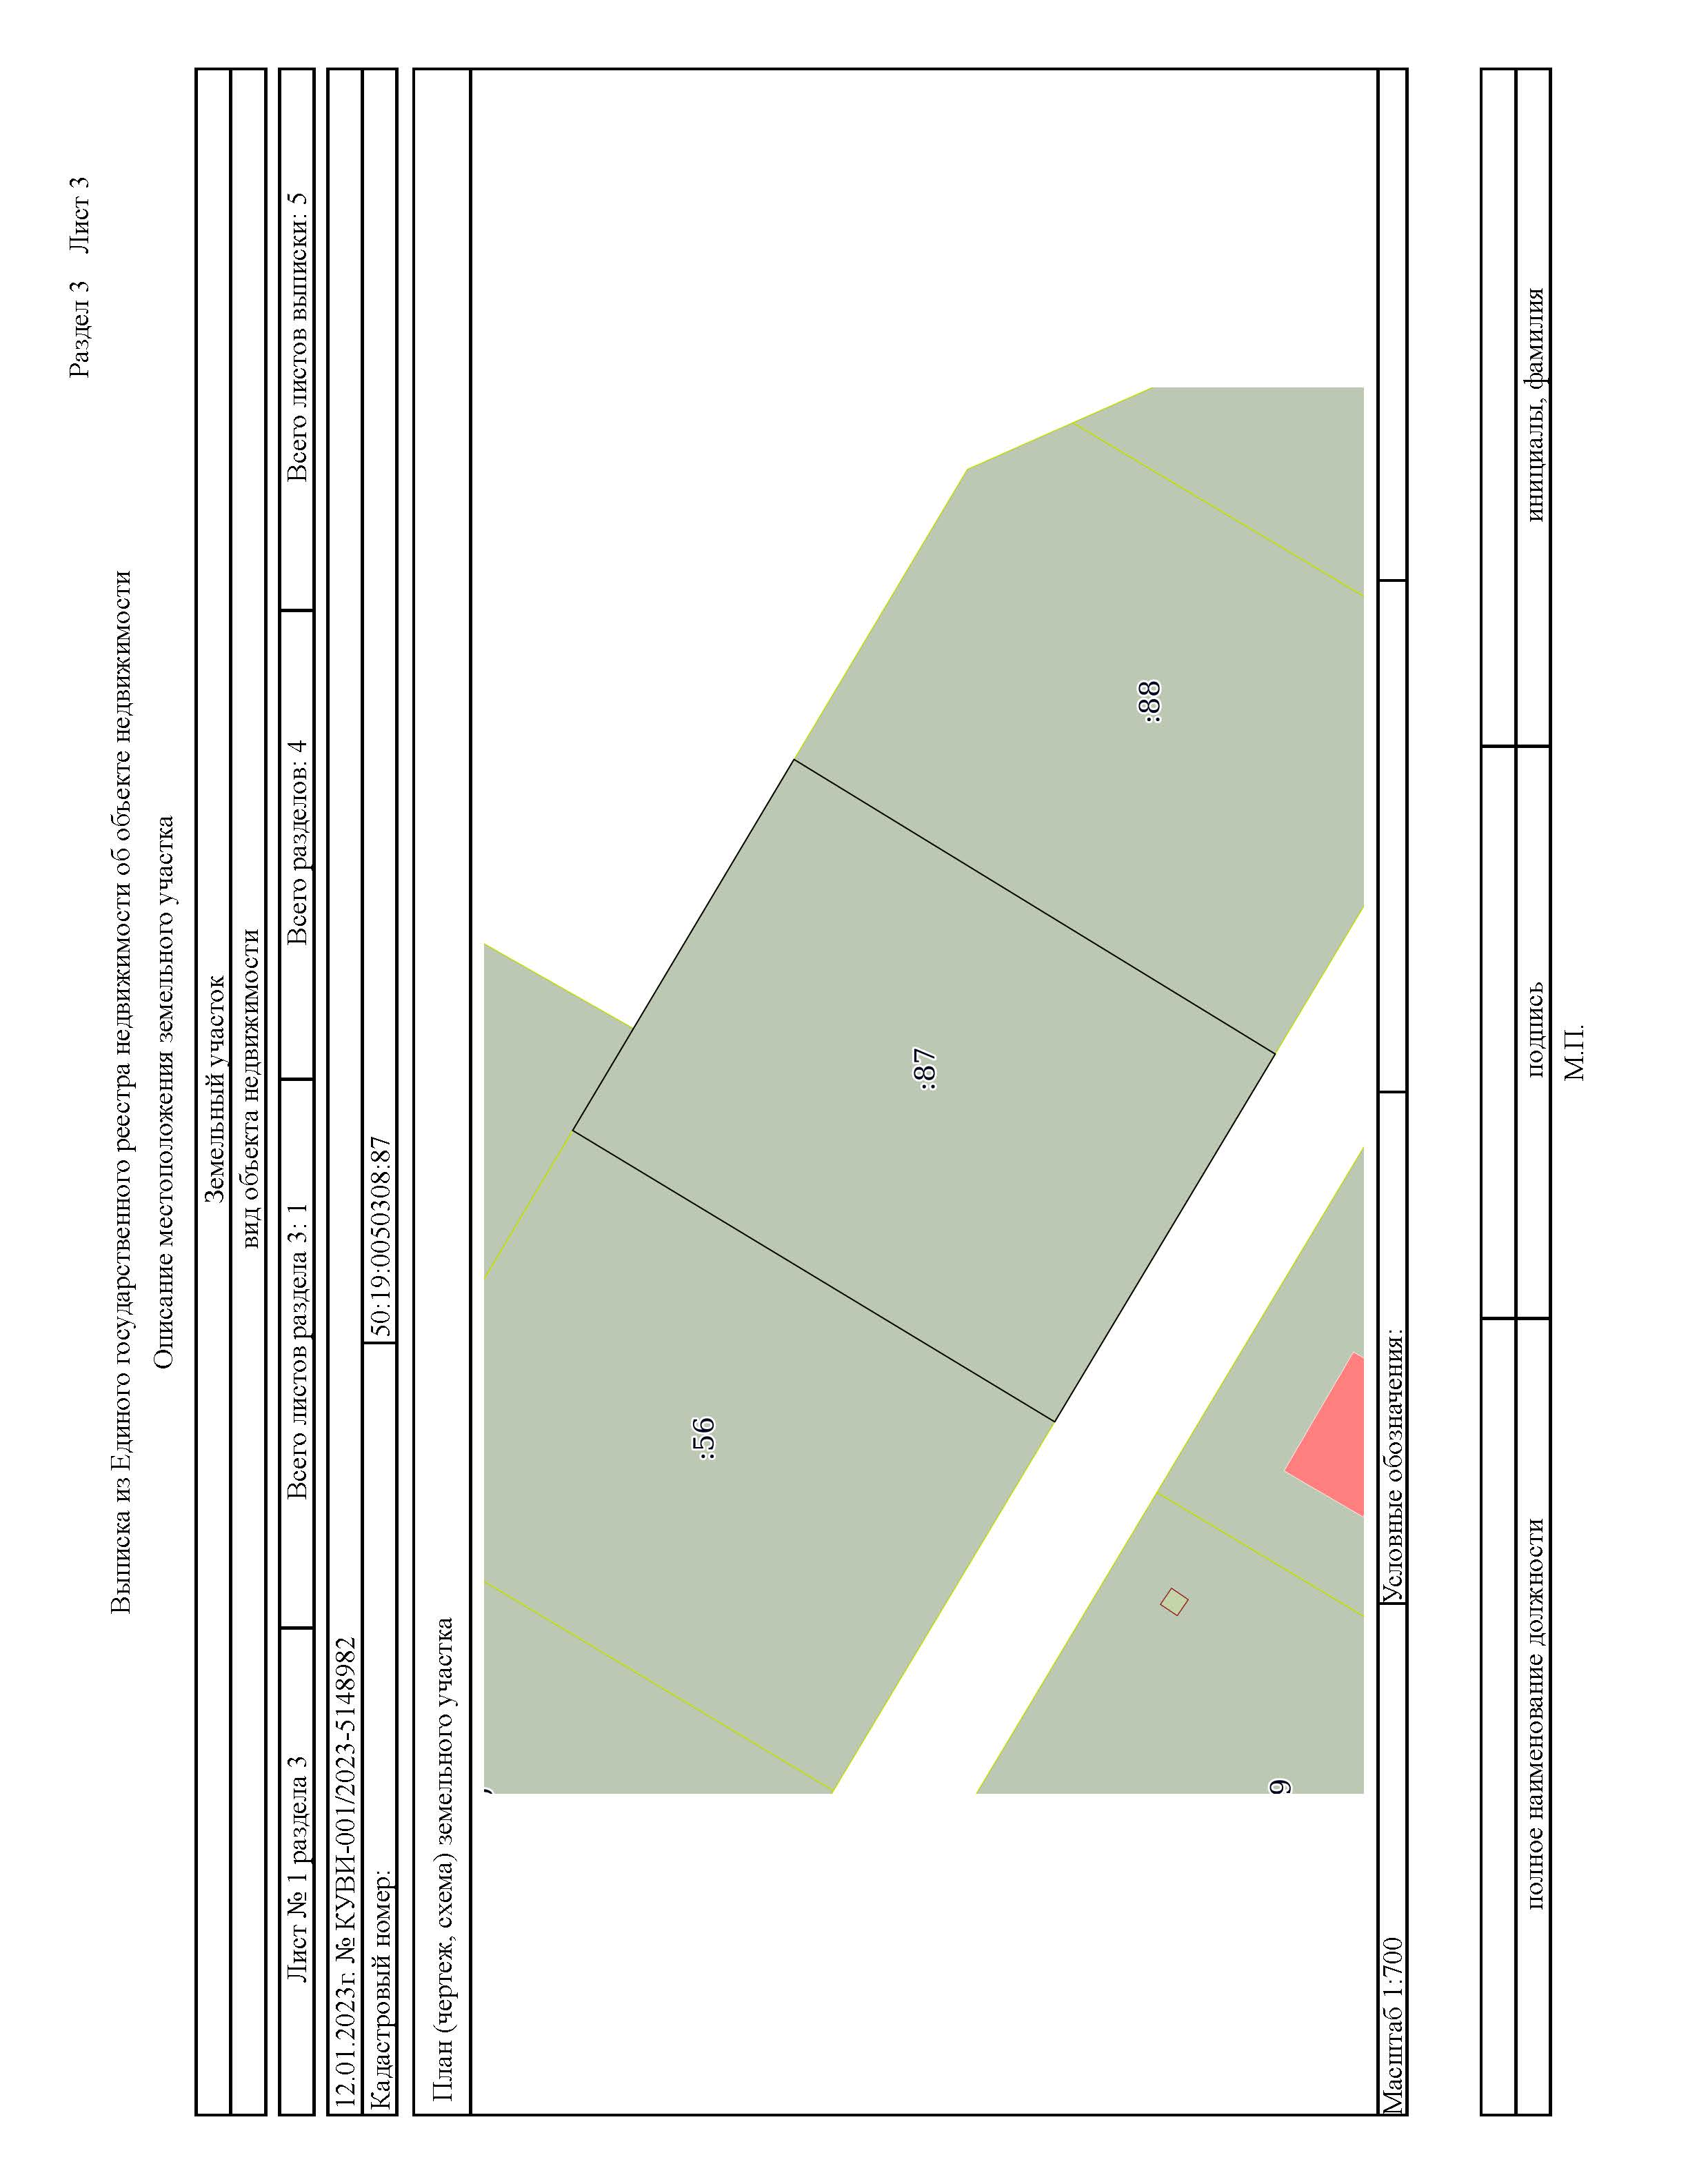 Раздел 3 Лист 3
Выписка из Единого государственного реестра недвижимости об объекте недвижимости
Описание местоположения земельного участка
Земельный участок
вид объекта недвижимости
Лист № 1 раздела 3 Всего листов раздела 3: 1 Всего разделов: 4 Всего листов выписки: 5
12.01.2023г. № КУВИ-001/2023-5148982
Кадастровый номер: 50:19:0050308:87
План (чертеж, схема) земельного участка
:56
:87
:88
9
Масштаб 1:700 Условные обозначения:
полное наименование должности подпись инициалы, фамилия
М.П.